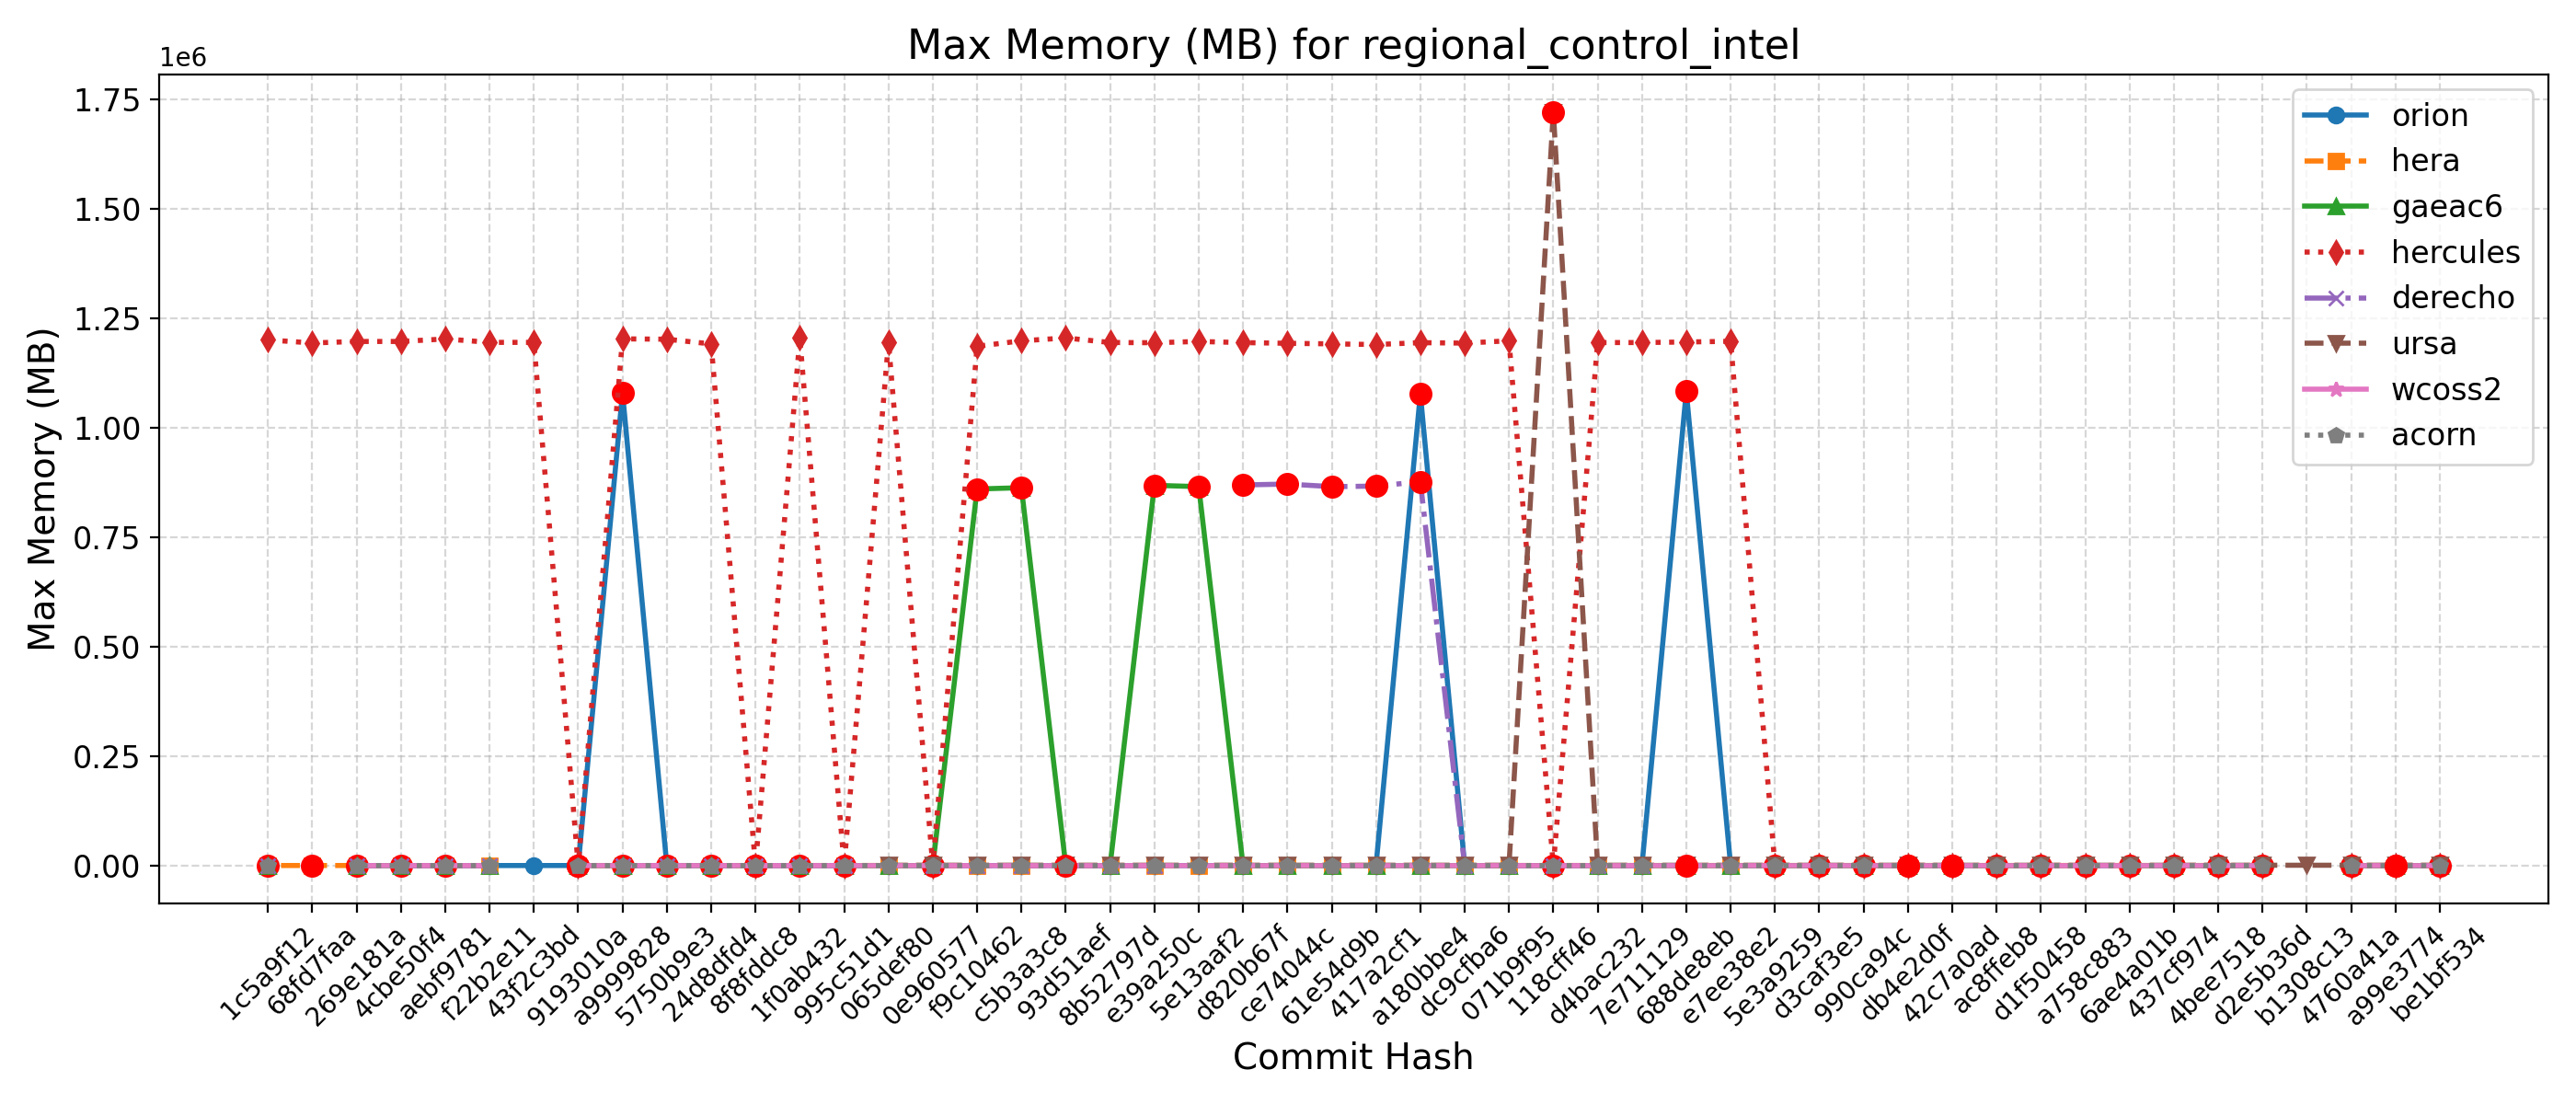 Max Memory (MB) for regional_control_intel
1e6
1.75
1.50
1.25
1.00
0.75
0.50
0.25
0.00
Max Memory (MB)
orion
hera
gaeac6
hercules
derecho
ursa
wcoss2
acorn
1c5a9f12
68fd7faa
269e181a
4cbe50f4
aebf9781
f22b2e11
43f2c3bd
9193010a
a9999828
5750b9e3
24d8dfd4
8f8fddc8
1f0ab432
995c51d1
065def80
0e960577
f9c10462
c5b3a3c8
93d51aef
8b52797d
e39a250c
5e13aaf2
d820b67f
ce74044c
61e54d9b
417a2cf1
a180bbe4
dc9cfba6
071b9f95
118cff46
d4bac232
7e711129
688de8eb
e7ee38e2
5e3a9259
d3caf3e5
990ca94c
db4e2d0f
42c7a0ad
ac8ffeb8
d1f50458
a758c883
6ae4a01b
437cf974
4bee7518
d2e5b36d
b1308c13
4760a41a
a99e3774
be1bf534
Commit Hash